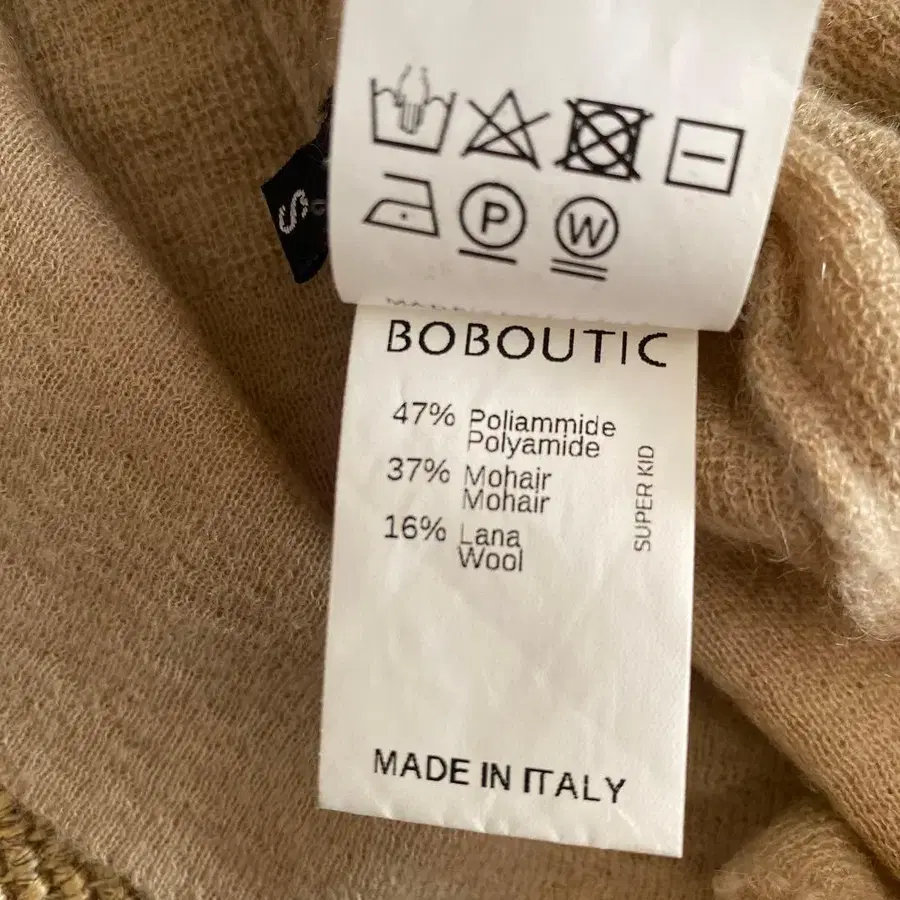 S
P
W
BOBOUTIC
47% Poliammide
Polyamide
37% Mohair
Mohair
16% Lana
Wool
SUPER KID
MADE IN ITALY